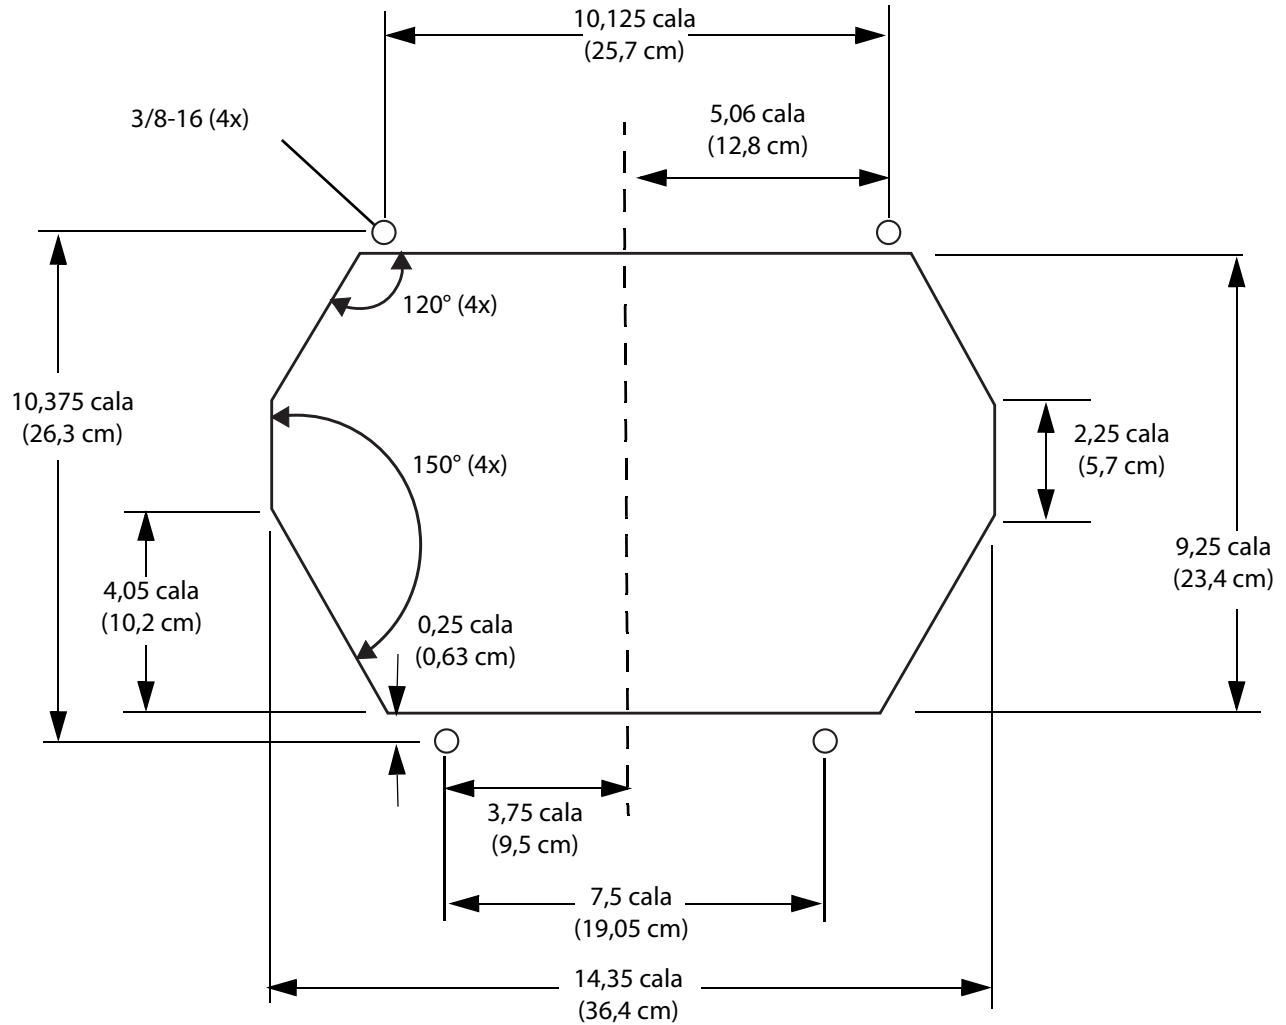 10,125 cala
(25,7 cm)
5,06 cala
(12,8 cm)
3/8-16 (4x)
120° (4x)
10,375 cala
(26,3 cm)
150° (4x)
2,25 cala
(5,7 cm)
9,25 cala
(23,4 cm)
4,05 cala
(10,2 cm)
0,25 cala
(0,63 cm)
3,75 cala
(9,5 cm)
7,5 cala
(19,05 cm)
14,35 cala
(36,4 cm)